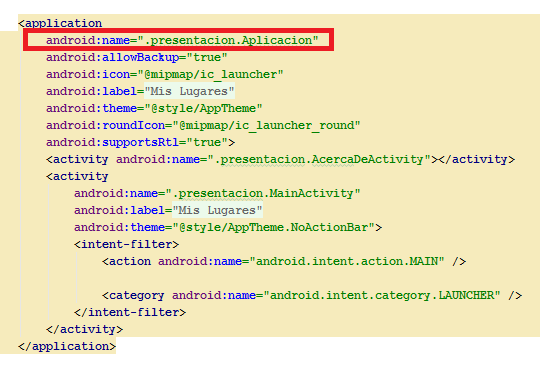 <application
android:name=".presentacion.Aplicacion"
android:allowBackup="true"
android:icon="@mipmap/ic_launcher"
android:label="Mis Lugares"
android:theme="@style/AppTheme"
android:roundIcon="@mipmap/ic_launcher_round"
android:supportsRtl="true">
<activity android:name=".presentacion.AcercaDeActivity"></activity>
<activity
android:name=".presentacion.MainActivity"
android:label="Mis Lugares"
android:theme="@style/AppTheme.NoActionBar">
<intent-filter>
<action android:name="android.intent.action.MAIN" />
<category android:name="android.intent.category.LAUNCHER" />
</intent-filter>
</activity>
</application>